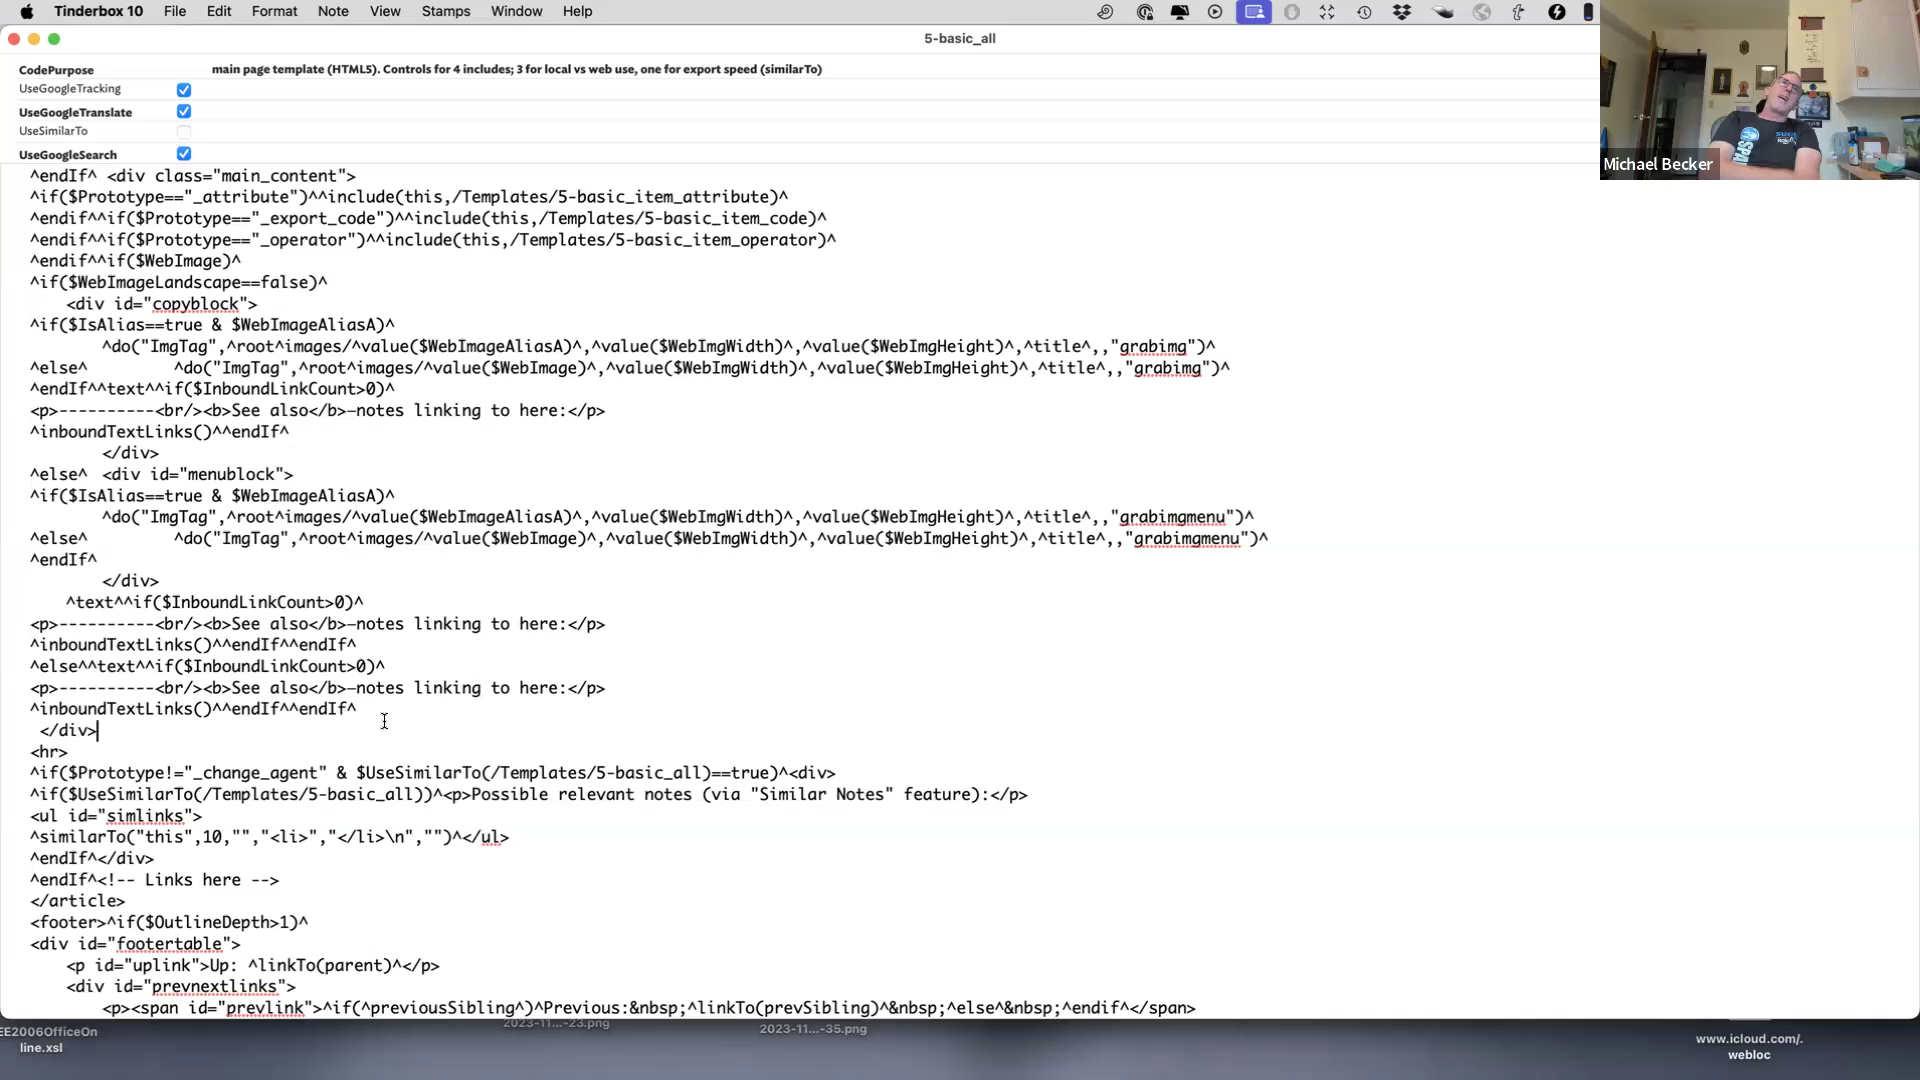 Tinderbox 10 File Edit Format Note View Stamps Window Help
5-basic_all
CodePurpose main page template (HTML5). Controls for 4 includes; 3 for local vs web use, one for export speed (similarTo)
UseGoogleTracking
UseGoogleTranslate
UseSimilarTo
UseGoogleSearch
Michael Becker
^endIf^ <div class="main_content">
^if($Prototype=="_attribute")^^include(this,/Templates/5-basic_item_attribute)^
^endif^^if($Prototype=="_export_code")^^include(this,/Templates/5-basic_item_code)^
^endif^^if($Prototype=="_operator")^^include(this,/Templates/5-basic_item_operator)^
^endif^^if($WebImage)^
^if($WebImageLandscape==false)^
<div id="copyblock">
^if($IsAlias==true & $WebImageAliasA)^
^do("ImgTag",^root^images/^value($WebImageAliasA)^,^value($WebImgWidth)^,^value($WebImgHeight)^,^title^,,"grabimg")^
^else^ ^do("ImgTag",^root^images/^value($WebImage)^,^value($WebImgWidth)^,^value($WebImgHeight)^,^title^,,"grabimg")^
^endIf^^text^^if($InboundLinkCount>0)^
<p>----------<br/><b>See also</b>—notes linking to here:</p>
^inboundTextLinks()^^endIf^
</div>
^else^ <div id="menublock">
^if($IsAlias==true & $WebImageAliasA)^
^do("ImgTag",^root^images/^value($WebImageAliasA)^,^value($WebImgWidth)^,^value($WebImgHeight)^,^title^,,"grabimgmenu")^
^else^ ^do("ImgTag",^root^images/^value($WebImage)^,^value($WebImgWidth)^,^value($WebImgHeight)^,^title^,,"grabimgmenu")^
^endIf^
</div>
^text^^if($InboundLinkCount>0)^
<p>----------<br/><b>See also</b>—notes linking to here:</p>
^inboundTextLinks()^^endIf^^endIf^
^else^^text^^if($InboundLinkCount>0)^
<p>----------<br/><b>See also</b>—notes linking to here:</p>
^inboundTextLinks()^^endIf^^endIf^
</div>
<hr>
^if($Prototype!="_change_agent" & $UseSimilarTo(/Templates/5-basic_all)==true)^<div>
^if($UseSimilarTo(/Templates/5-basic_all))^<p>Possible relevant notes (via "Similar Notes" feature):</p>
<ul id="simlinks">
^similarTo("this",10,"","<li>","</li>\n","")^</ul>
^endIf^</div>
^endIf^<!-- Links here -->
</article>
<footer>^if($OutlineDepth>1)^
<div id="footertable">
<p id="uplink">Up: ^linkTo(parent)^</p>
<div id="prevnextlinks">
<p><span id="prevlink">^if(^previousSibling^)^Previous:&nbsp;^linkTo(prevSibling)^&nbsp;^else^&nbsp;^endif^</span>
EE2006OfficeOn
line.xsl
2023-11...-23.png
2023-11...-35.png
www.icloud.com/.
webloc